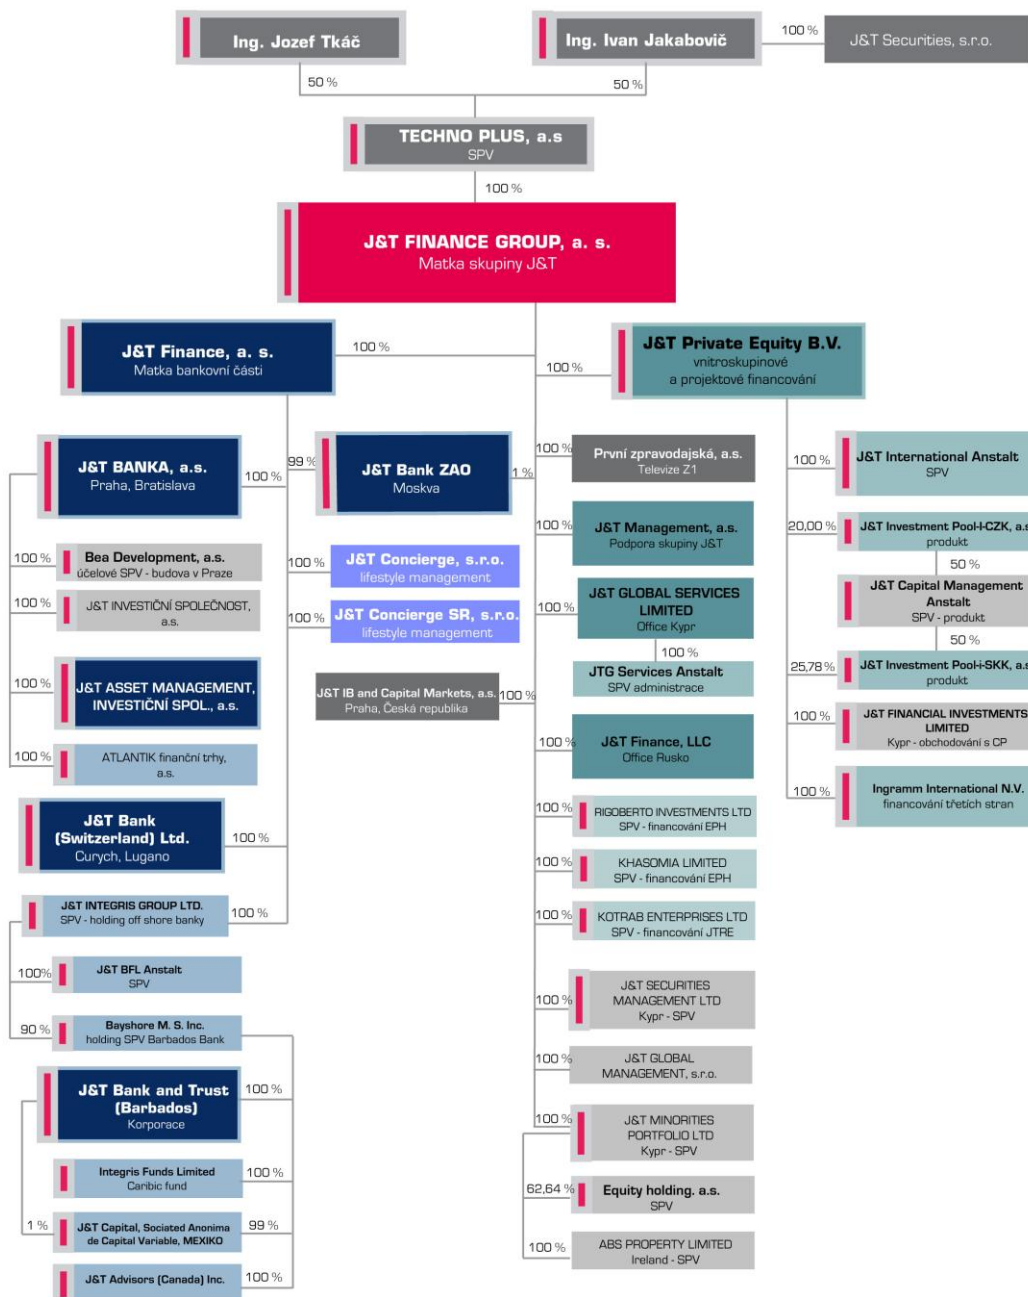 Ing. Jozef Tkáč
Ing. Ivan Jakabovič
100 %
J&T Securities, s.r.o.
50 %
50 %
TECHNO PLUS, a.s
SPV
100 %
J&T FINANCE GROUP, a. s.
Matka skupiny J&T
J&T Finance, a. s.
Matka bankovní části
100 %
100 %
J&T Private Equity B.V.
vnitroskupinové
a projektové financování
J&T BANKA, a.s.
Praha, Bratislava
100 %
99 %
J&T Bank ZAO
Moskva
1 %
100 %
První zpravodajská, a.s.
Televize Z1
100 %
J&T International Anstalt
SPV
100 %
Bea Development, a.s.
účelové SPV - budova v Praze
100 %
J&T Concierge, s.r.o.
lifestyle management
100 %
J&T Management, a.s.
Podpora skupiny J&T
20,00 %
J&T Investment Pool-I-CZK, a.s
produkt
50 %
100 %
J&T INVESTIČNÍ SPOLEČNOST,
a.s.
100 %
J&T Concierge SR, s.r.o.
lifestyle management
100 %
J&T GLOBAL SERVICES
LIMITED
Office Kypr
J&T Capital Management
Anstalt
SPV - produkt
100 %
50 %
100 %
J&T ASSET MANAGEMENT,
INVESTIČNÍ SPOL., a.s.
J&T IB and Capital Markets, a.s.
Praha, Česká republika
100 %
JTG Services Anstalt
SPV administrace
25,78 %
J&T Investment Pool-i-SKK, a.s
produkt
100 %
ATLANTIK finanční trhy,
a.s.
100 %
J&T Finance, LLC
Office Rusko
100 %
J&T FINANCIAL INVESTMENTS
LIMITED
Kypr - obchodování s CP
100 %
Ingramm International N.V.
financování třetích stran
J&T Bank
(Switzerland) Ltd.
Curych, Lugano
100 %
100 %
RIGOBERTO INVESTMENTS LTD
SPV - financování EPH
100 %
KHASOMIA LIMITED
SPV - financování EPH
J&T INTEGRIS GROUP LTD.
SPV - holding off shore banky
100 %
100 %
KOTRAB ENTERPRISES LTD
SPV - financování JTRE
100%
J&T BFL Anstalt
SPV
100 %
J&T SECURITIES
MANAGEMENT LTD
Kypr - SPV
90 %
Bayshore M. S. Inc.
holding SPV Barbados Bank
100 %
J&T GLOBAL
MANAGEMENT, s.r.o.
J&T Bank and Trust
(Barbados)
Korporace
100 %
100 %
J&T MINORITIES
PORTFOLIO LTD
Kypr - SPV
Integris Funds Limited
Caribic fund
100 %
62,64 %
Equity holding. a.s.
SPV
1 %
J&T Capital, Sociated Anonima
de Capital Variable, MEXIKO
99 %
100 %
ABS PROPERTY LIMITED
Ireland - SPV
J&T Advisors (Canada) Inc.
100 %